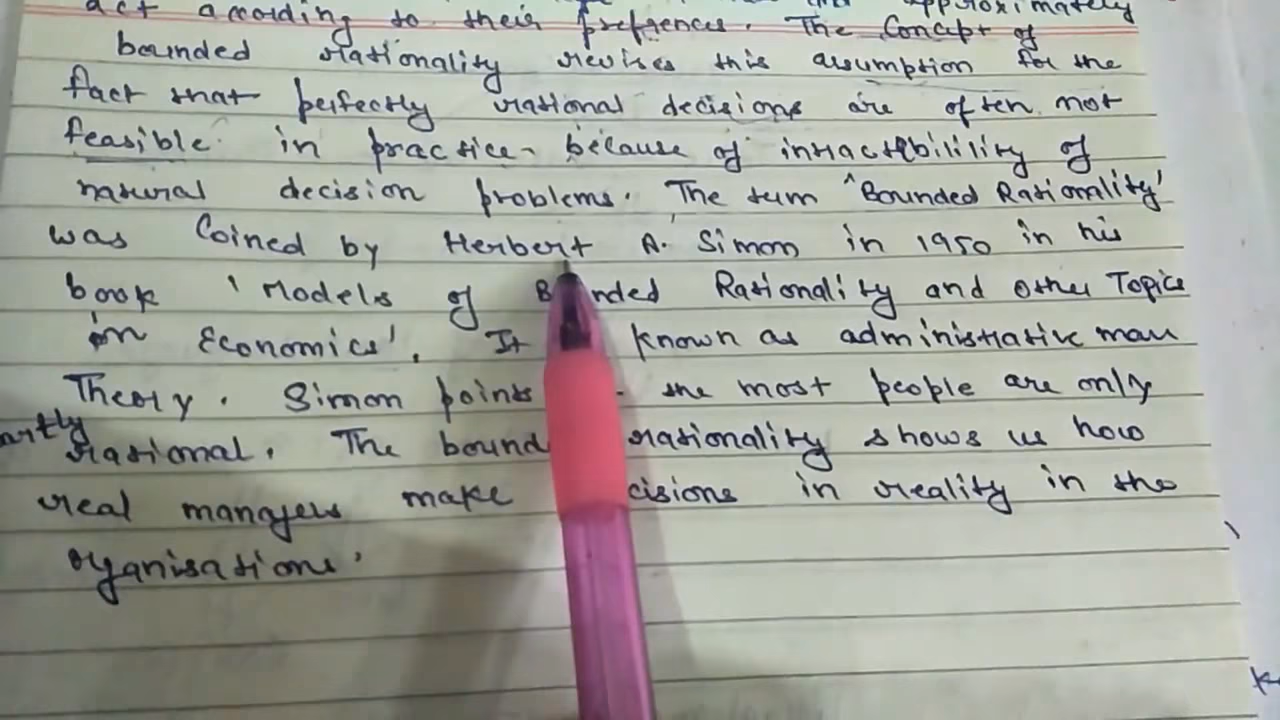 act according to their prefrences. The Concept of approximately
bounded rationality revises this assumption for the
fact that perfectly rational decisions are often not
feasible in practice because of intractibilility of
natural decision problems. The term 'Bounded Rationality'
was Coined by Herbert A. Simon in 1950 in his
book 'Models of B nded Rationality and other Topics
in Economics'. It known as administrative man
Theory. Simon points the most people are only
artly
rational. The bound rationality shows us how
real managers make cisions in reality in the
organisations.